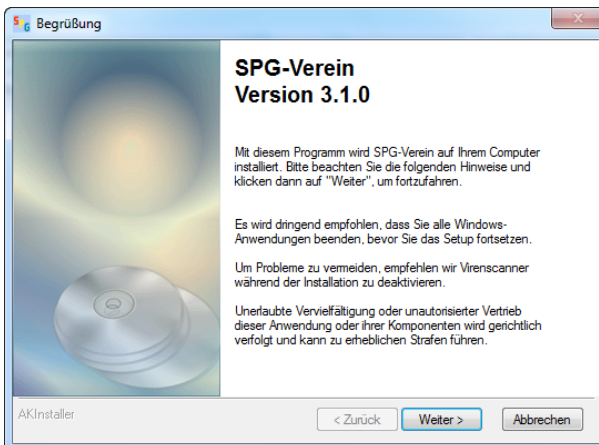 SPG Begrüßung
SPG-Verein
Version 3.1.0
Mit diesem Programm wird SPG-Verein auf Ihrem Computer
installiert. Bitte beachten Sie die folgenden Hinweise und
klicken dann auf "Weiter", um fortzufahren.
Es wird dringend empfohlen, dass Sie alle Windows-
Anwendungen beenden, bevor Sie das Setup fortsetzen.
Um Probleme zu vermeiden, empfehlen wir Virenscanner
während der Installation zu deaktivieren.
Unerlaubte Vervielfältigung oder unautorisierter Vertrieb
dieser Anwendung oder ihrer Komponenten wird gerichtlich
verfolgt und kann zu erheblichen Strafen führen.
AKInstaller
< Zurück
Weiter >
Abbrechen